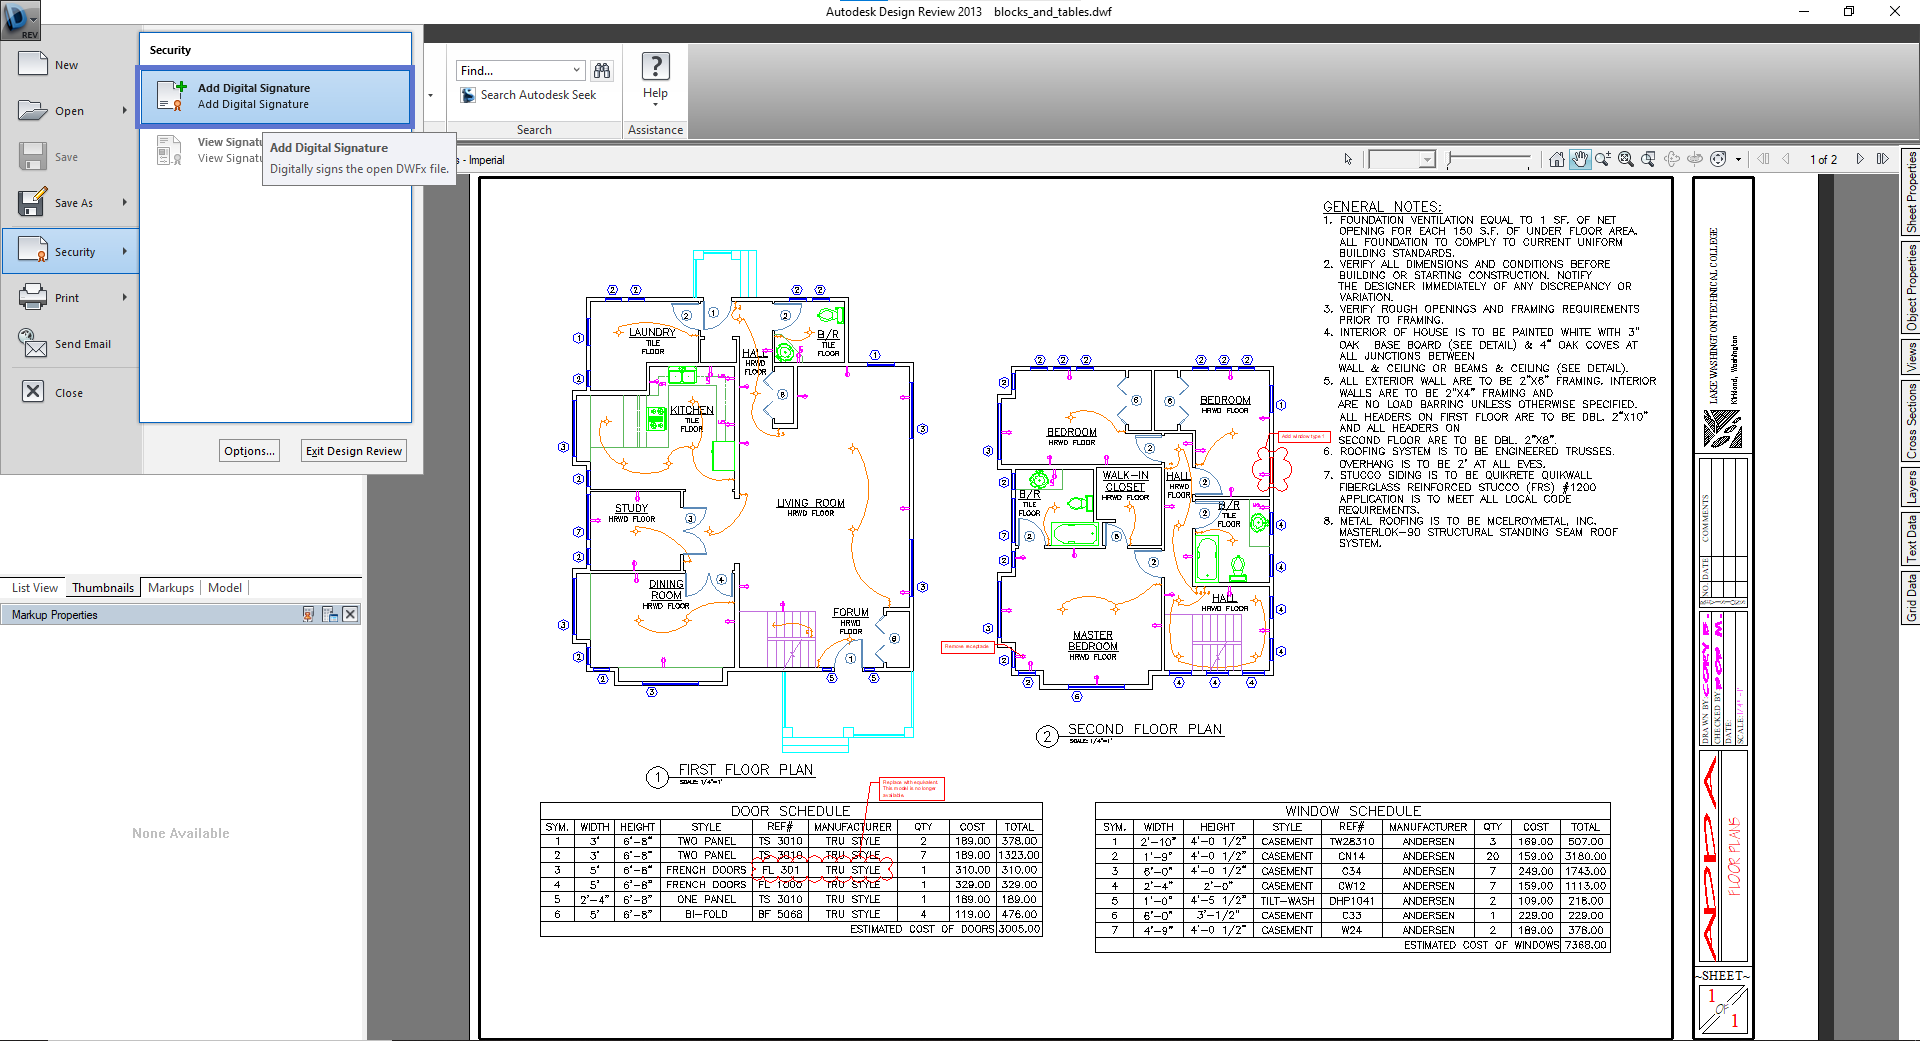 Autodesk Design Review 2013 blocks_and_tables.dwf
REV
New
Open
Save
Save As
Security
Print
Send Email
Close
Security
Add Digital Signature
Add Digital Signature
View Signatu
View Signatu
Add Digital Signature
Digitally signs the open DWFx file.
Options...
Exit Design Review
Find...
Search Autodesk Seek
Search
Help
Assistance
s - Imperial
1 of 2
Sheet Properties
Object Properties
Views
Cross Sections
Layers
Text Data
Grid Data
List View Thumbnails Markups Model
Markup Properties
None Available
GENERAL NOTES:
1. FOUNDATION VENTILATION EQUAL TO 1 SF. OF NET
OPENING FOR EACH 150 S.F. OF UNDER FLOOR AREA.
ALL FOUNDATION TO COMPLY TO CURRENT UNIFORM
BUILDING STANDARDS.
2. VERIFY ALL DIMENSIONS AND CONDITIONS BEFORE
BUILDING OR STARTING CONSTRUCTION. NOTIFY
THE DESIGNER IMMEDIATELY OF ANY DISCREPANCY OR
VARIATION.
3. VERIFY ROUGH OPENINGS AND FRAMING REQUIREMENTS
PRIOR TO FRAMING.
4. INTERIOR OF HOUSE IS TO BE PAINTED WHITE WITH 3"
OAK BASE BOARD (SEE DETAIL) & 4" OAK COVES AT
ALL JUNCTIONS BETWEEN
WALL & CEILING OR BEAMS & CEILING (SEE DETAIL).
5. ALL EXTERIOR WALL ARE TO BE 2"X6" FRAMING. INTERIOR
WALLS ARE TO BE 2"X4" FRAMING AND
ARE NO LOAD BARRING UNLESS OTHERWISE SPECIFIED.
ALL HEADERS ON FIRST FLOOR ARE TO BE DBL. 2"X10"
AND ALL HEADERS ON
SECOND FLOOR ARE TO BE DBL. 2"X8".
6. ROOFING SYSTEM IS TO BE ENGINEERED TRUSSES.
OVERHANG IS TO BE 2' AT ALL EVES.
7. STUCCO SIDING IS TO BE QUIKRETE QUIKWALL
FIBERGLASS REINFORCED STUCCO (FRS) #1200
APPLICATION IS TO MEET ALL LOCAL CODE
REQUIREMENTS.
8. METAL ROOFING IS TO BE MCELROYMETAL, INC.
MASTERLOK-90 STRUCTURAL STANDING SEAM ROOF
SYSTEM.
LAUNDRY
TILE
FLOOR
HALL
HRWD
FLOOR
B/R
TILE
FLOOR
KITCHEN
TILE
FLOOR
LIVING ROOM
HRWD FLOOR
STUDY
HRWD FLOOR
DINING
ROOM
HRWD FLOOR
FORUM
HRWD
FLOOR
1 FIRST FLOOR PLAN
SCALE: 1/4"=1'
BEDROOM
HRWD FLOOR
BEDROOM
HRWD FLOOR
WALK-IN
CLOSET
HRWD FLOOR
HALL
HRWD
FLOOR
B/R
TILE
FLOOR
B/R
TILE
FLOOR
HALL
HRWD FLOOR
MASTER
BEDROOM
HRWD FLOOR
2 SECOND FLOOR PLAN
SCALE: 1/4"=1'
Add window type 1
Remove receptacle
Replace with equivalent.
This model is no longer
available.
DOOR SCHEDULE
SYM. WIDTH HEIGHT STYLE REF# MANUFACTURER QTY COST TOTAL
1 3' 6'-8" TWO PANEL TS 3010 TRU STYLE 2 189.00 378.00
2 3' 6'-8" TWO PANEL TS 3010 TRU STYLE 7 189.00 1323.00
3 5' 6'-8" FRENCH DOORS FL 301 TRU STYLE 1 310.00 310.00
4 5' 6'-8" FRENCH DOORS FL 1000 TRU STYLE 1 329.00 329.00
5 2'-4" 6'-8" ONE PANEL TS 3010 TRU STYLE 1 189.00 189.00
6 5' 6'-8" BI-FOLD BF 5068 TRU STYLE 4 119.00 476.00
ESTIMATED COST OF DOORS 3005.00
WINDOW SCHEDULE
SYM. WIDTH HEIGHT STYLE REF# MANUFACTURER QTY COST TOTAL
1 2'-10" 4'-0 1/2" CASEMENT TW28310 ANDERSEN 3 169.00 507.00
2 1'-9" 4'-0 1/2" CASEMENT CN14 ANDERSEN 20 159.00 3180.00
3 6'-0" 4'-0 1/2" CASEMENT C34 ANDERSEN 7 249.00 1743.00
4 2'-4" 2'-0" CASEMENT CW12 ANDERSEN 7 159.00 1113.00
5 1'-0" 4'-5 1/2" TILT-WASH DHP1041 ANDERSEN 2 109.00 218.00
6 6'-0" 3'-1/2" CASEMENT C33 ANDERSEN 1 229.00 229.00
7 4'-9" 4'-0 1/2" CASEMENT W24 ANDERSEN 2 189.00 378.00
ESTIMATED COST OF WINDOWS 7368.00
LAKE WASHINGTON TECHNICAL COLLEGE
Kirkland, Washington
NO. DATE COMMENTS
DRAWN BY CORY F.
CHECKED BY POP M.
DATE:
SCALE: 1/4"=1'
FLOOR PLANS
~SHEET~
1 OF 1